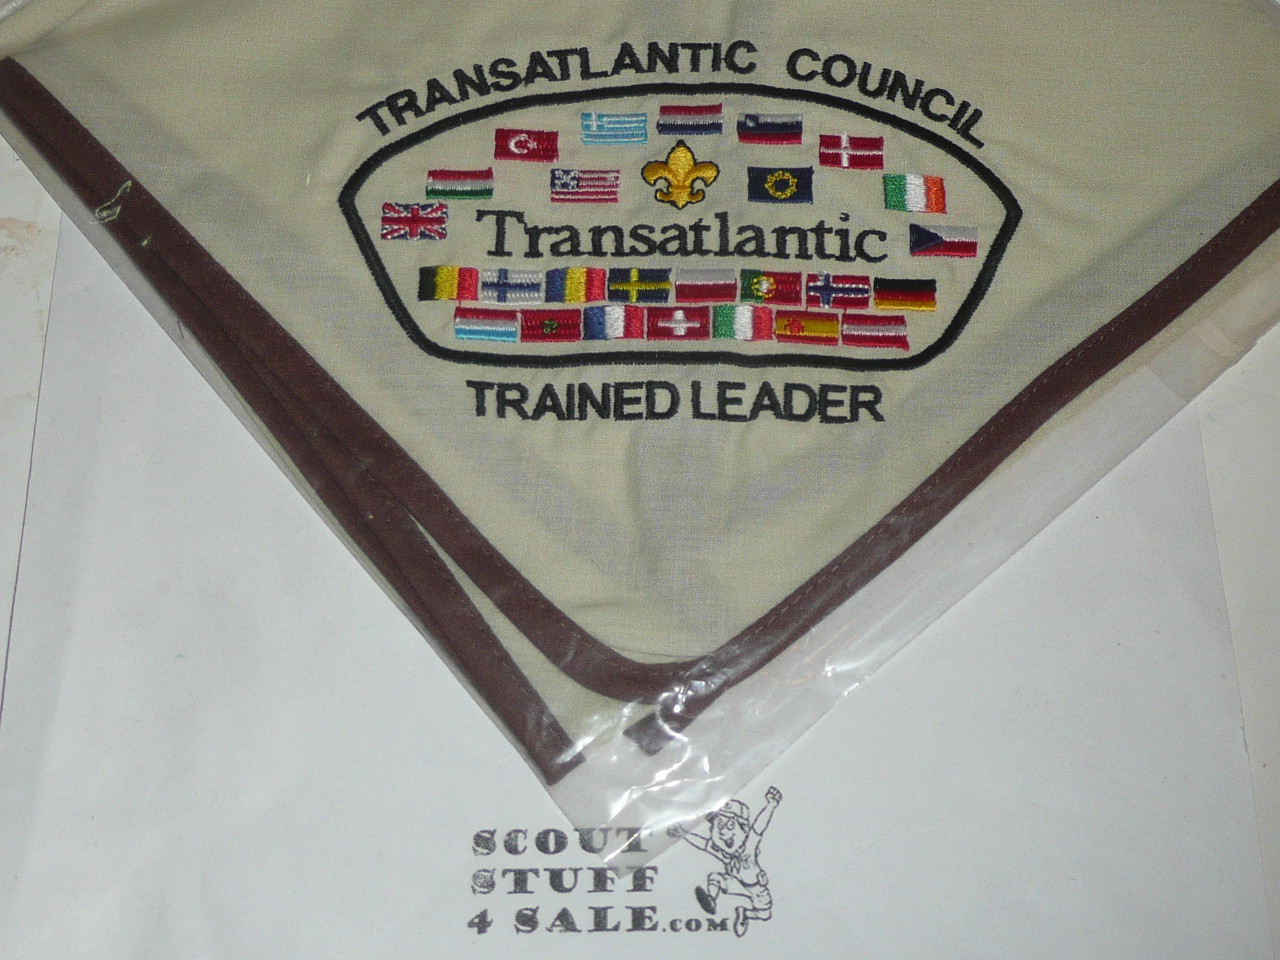 TRANSATLANTIC COUNCIL
Transatlantic
TRAINED LEADER
SCOUT
STUFF
4 SALE.COM